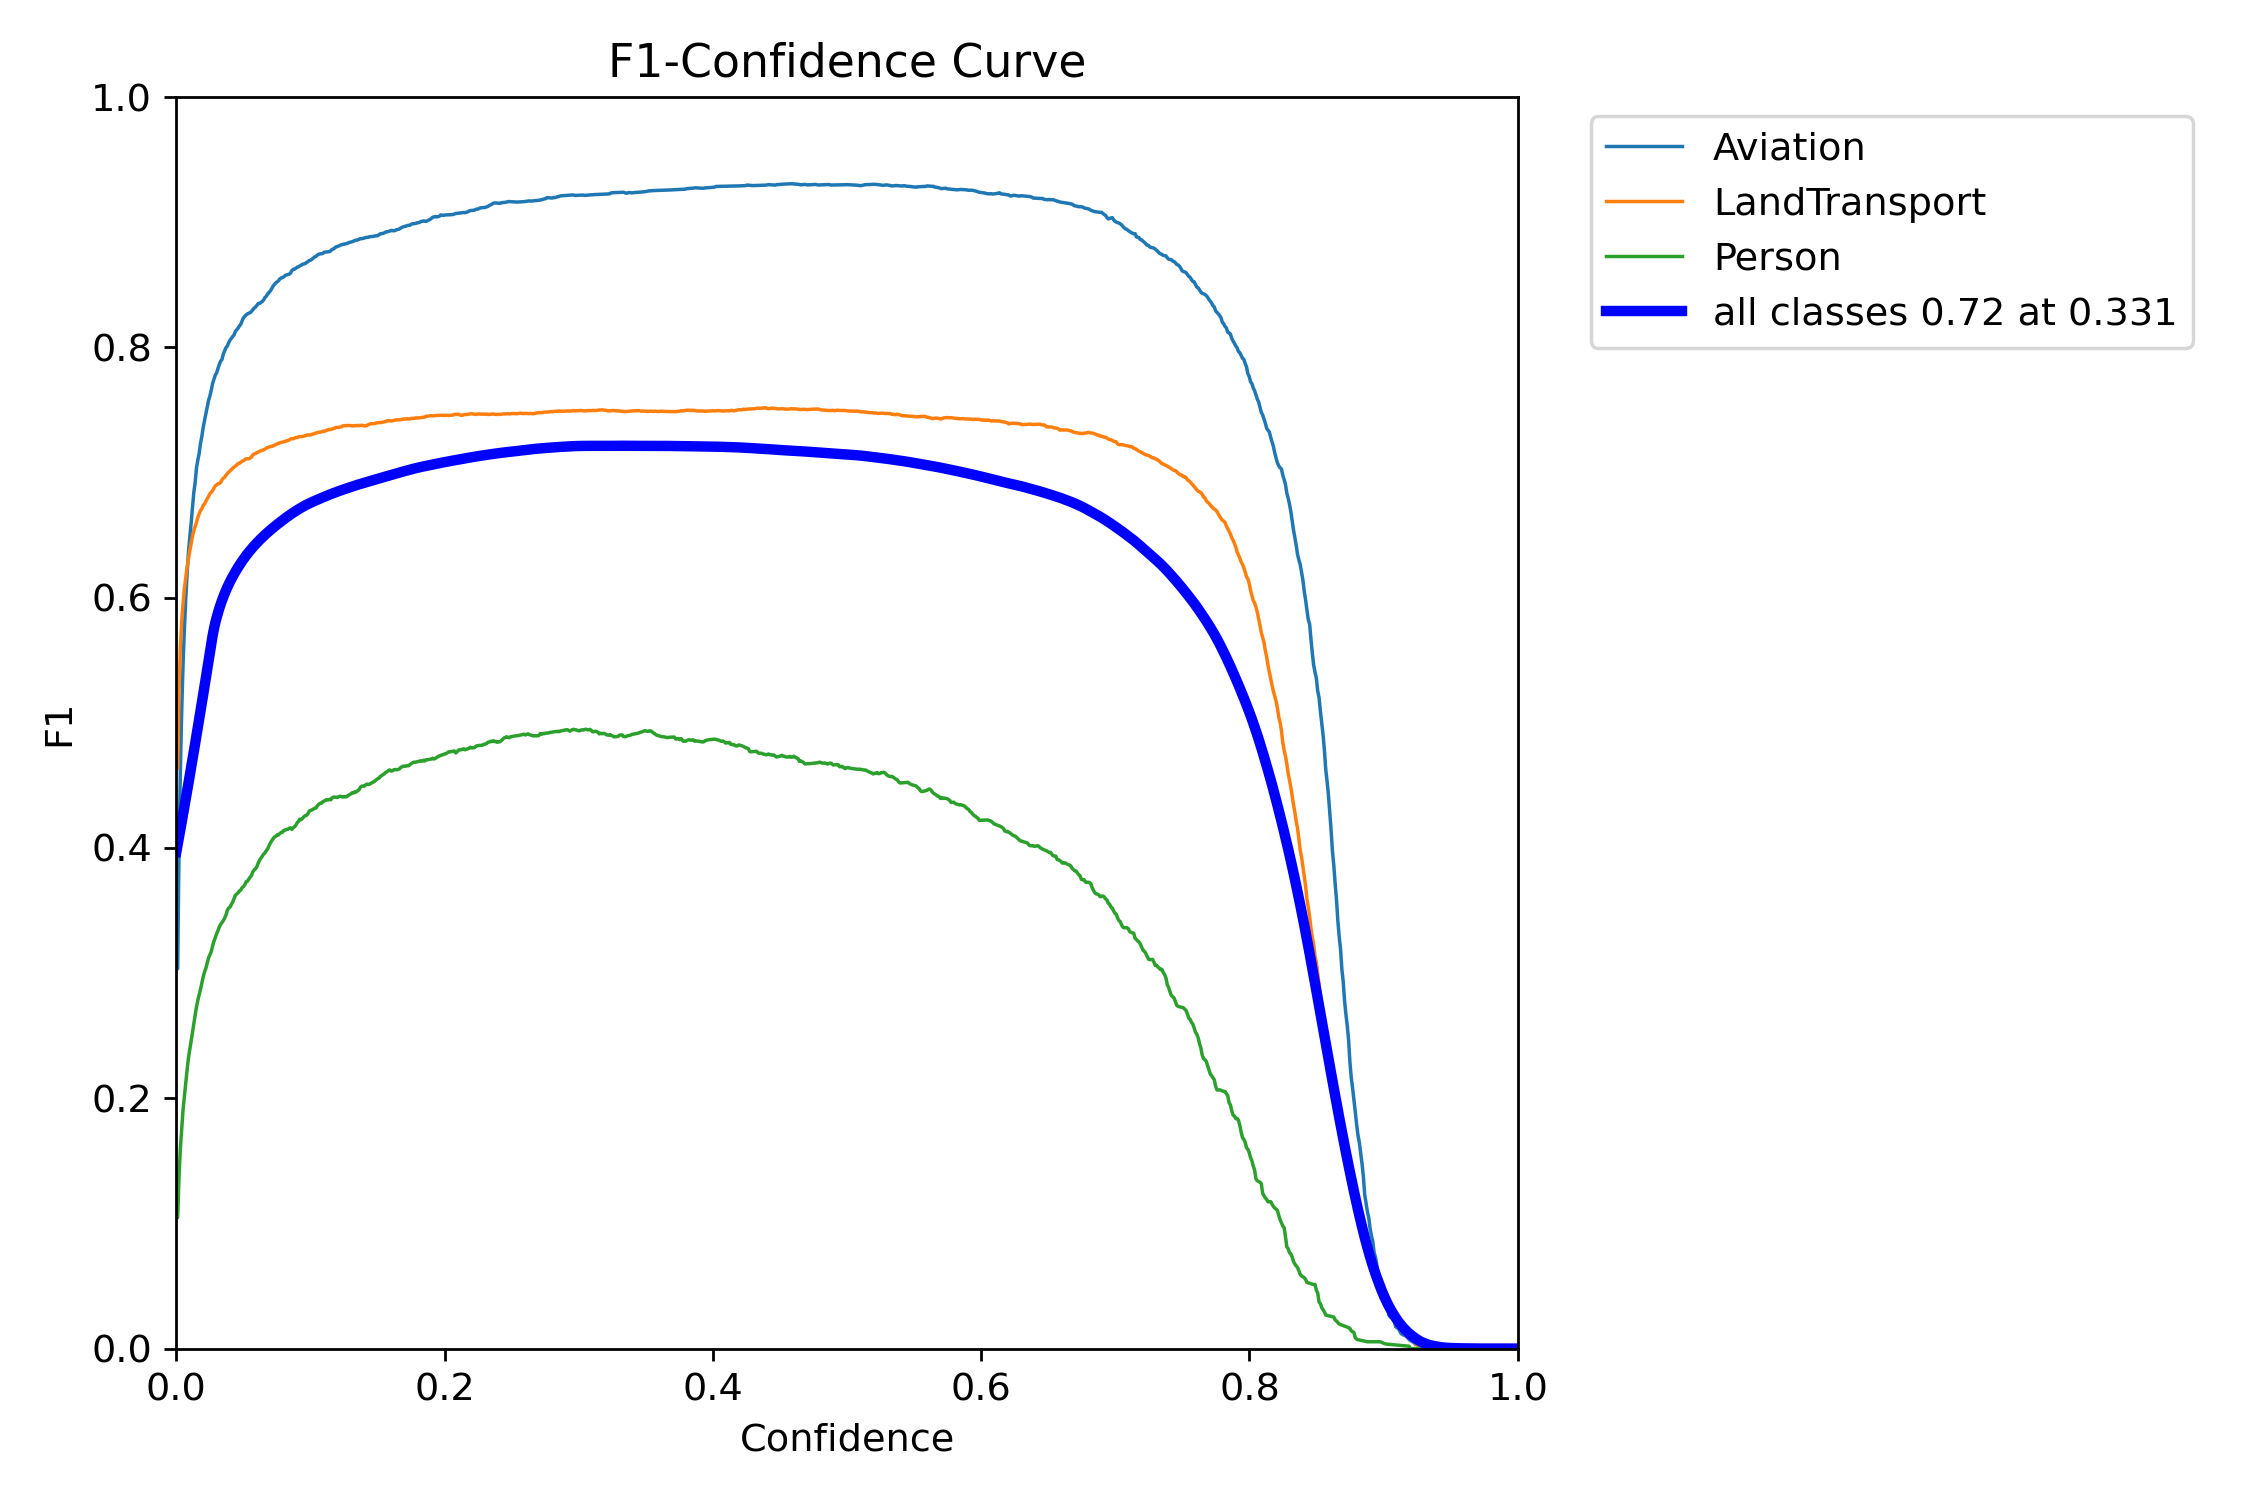 F1-Confidence Curve
1.0
0.8
0.6
0.4
0.2
0.0
F1
0.0 0.2 0.4 0.6 0.8 1.0
Confidence
Aviation
LandTransport
Person
all classes 0.72 at 0.331